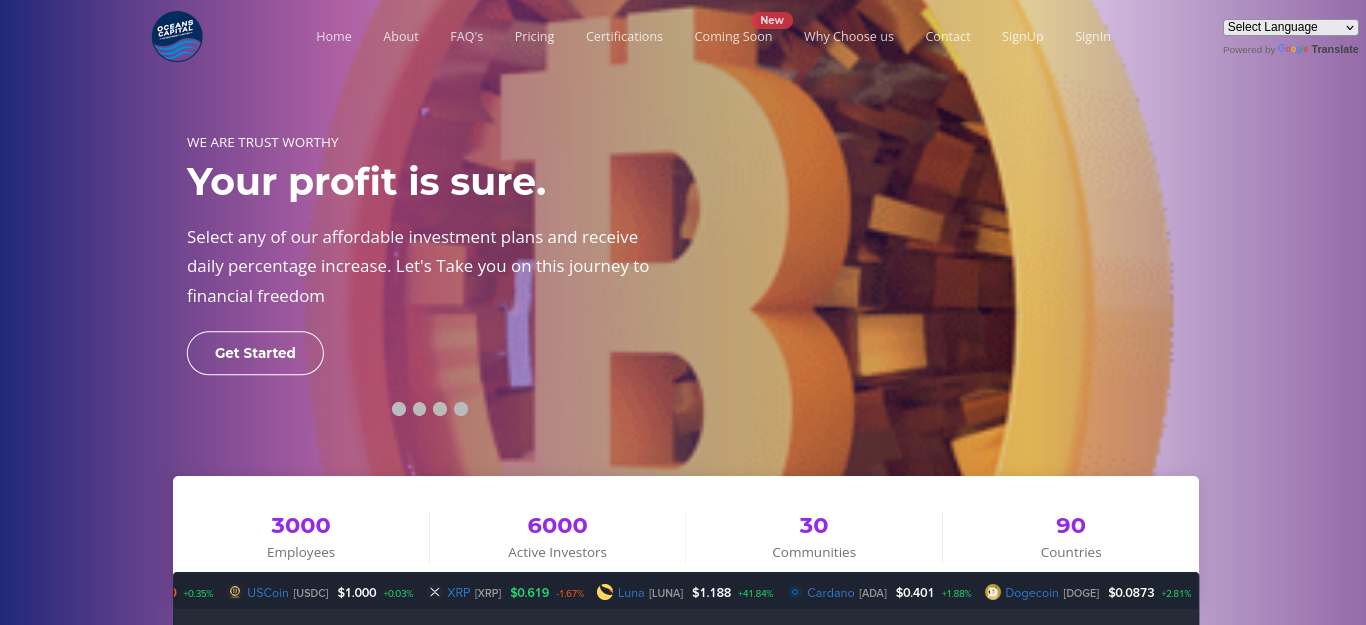 OCEANS
CAPITAL
Home About FAQ's Pricing Certifications Coming Soon New Why Choose us Contact SignUp SignIn
Select Language
Powered by Google Translate
WE ARE TRUST WORTHY
Your profit is sure.
Select any of our affordable investment plans and receive
daily percentage increase. Let's Take you on this journey to
financial freedom
Get Started
3000 6000 30 90
Employees Active Investors Communities Countries
+0.35% USCoin [USDC] $1.000 +0.03% XRP [XRP] $0.619 -1.67% Luna [LUNA] $1.188 +41.84% Cardano [ADA] $0.401 +1.88% Dogecoin [DOGE] $0.0873 +2.81%